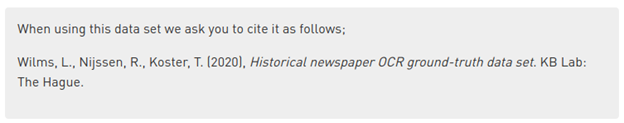 When using this data set we ask you to cite it as follows;
Wilms, L., Nijssen, R., Koster, T. (2020), Historical newspaper OCR ground-truth data set. KB Lab:
The Hague.